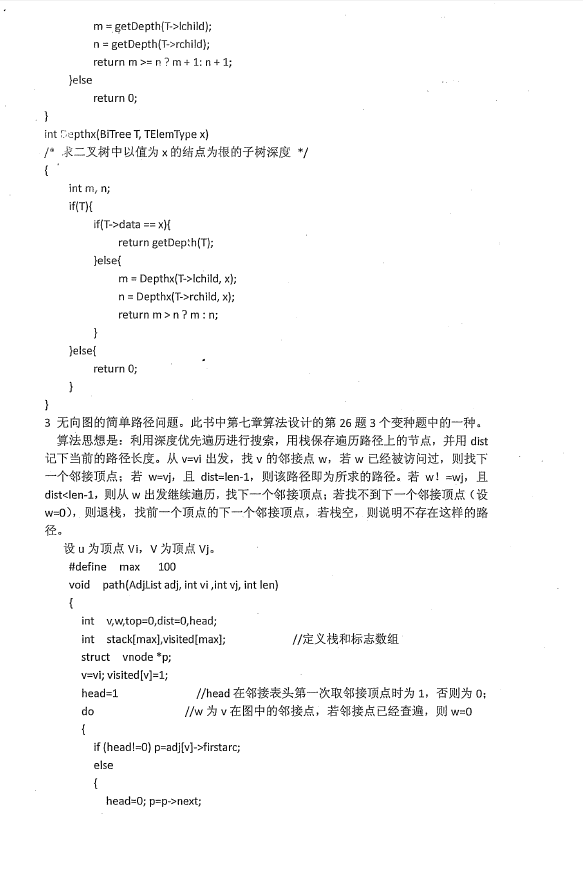 m = getDepth(T->lchild);
n = getDepth(T->rchild);
return m >= n ? m + 1: n + 1;
}else
return 0;
}
int Depthx(BiTree T, TElemType x)
/* 求二叉树中以值为 x 的结点为根的子树深度 */
{
int m, n;
if(T){
if(T->data == x){
return getDepth(T);
}else{
m = Depthx(T->lchild, x);
n = Depthx(T->rchild, x);
return m > n ? m : n;
}
}else{
return 0;
}
}
3 无向图的简单路径问题。此书中第七章算法设计的第 26 题 3 个变种题中的一种。
算法思想是：利用深度优先遍历进行搜索，用栈保存遍历路径上的节点，并用 dist
记下当前的路径长度。从 v=vi 出发，找 v 的邻接点 w，若 w 已经被访问过，则找下
一个邻接顶点；若 w=vj，且 dist=len-1，则该路径即为所求的路径。若 w！=wj，且
dist<len-1，则从 w 出发继续遍历，找下一个邻接顶点；若找不到下一个邻接顶点（设
w=0），则退栈，找前一个顶点的下一个邻接顶点，若栈空，则说明不存在这样的路
径。
设 u 为顶点 Vi，V 为顶点 Vj。
#define max 100
void path(AdjList adj, int vi ,int vj, int len)
{
int v,w,top=0,dist=0,head;
int stack[max],visited[max]; //定义栈和标志数组
struct vnode *p;
v=vi; visited[v]=1;
head=1 //head 在邻接表头第一次取邻接顶点时为 1，否则为 0；
do //w 为 v 在图中的邻接点，若邻接点已经查遍，则 w=0
{
if (head!=0) p=adj[v]->firstarc;
else
{
head=0; p=p->next;